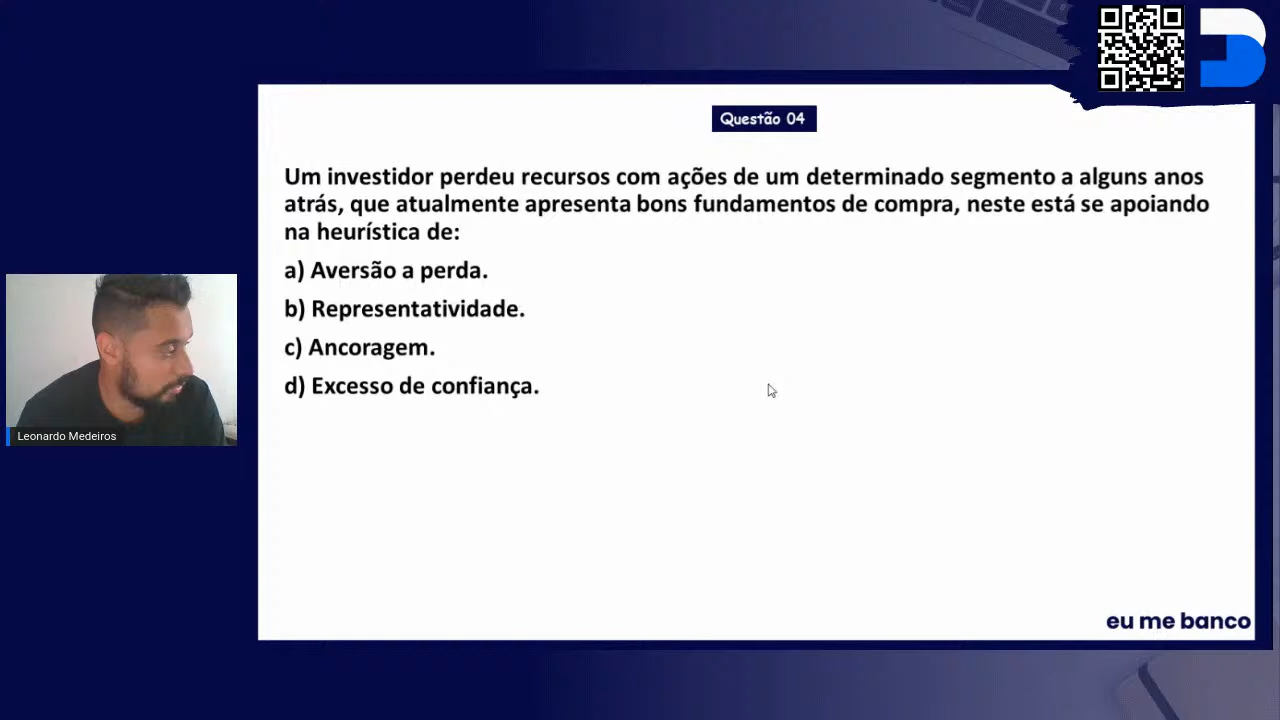 Questão 04
Um investidor perdeu recursos com ações de um determinado segmento a alguns anos
atrás, que atualmente apresenta bons fundamentos de compra, neste está se apoiando
na heurística de:
a) Aversão a perda.
b) Representatividade.
c) Ancoragem.
d) Excesso de confiança.
Leonardo Medeiros
eu me banco